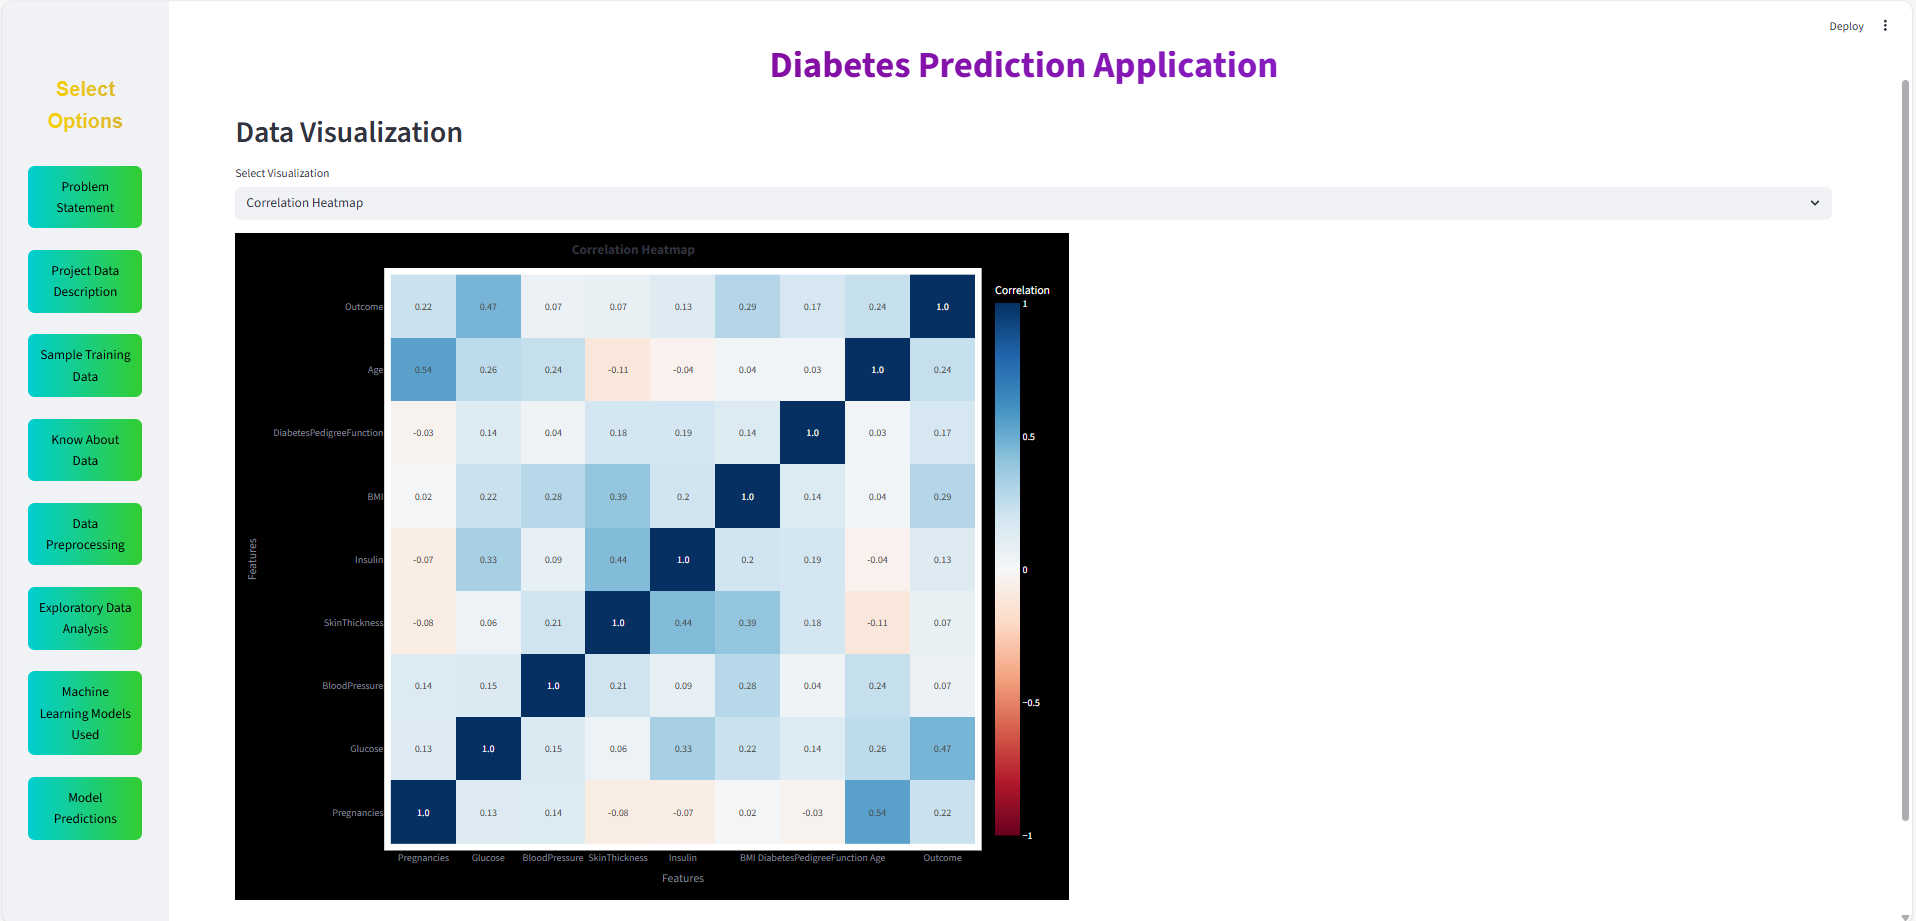 Deploy
Select
Options
Problem
Statement
Project Data
Description
Sample Training
Data
Know About
Data
Data
Preprocessing
Exploratory Data
Analysis
Machine
Learning Models
Used
Model
Predictions
Diabetes Prediction Application
Data Visualization
Select Visualization
Correlation Heatmap
Correlation Heatmap
Outcome 0.22 0.47 0.07 0.07 0.13 0.29 0.17 0.24 1.0
Age 0.54 0.26 0.24 -0.11 -0.04 0.04 0.03 1.0 0.24
DiabetesPedigreeFunction -0.03 0.14 0.04 0.18 0.19 0.14 1.0 0.03 0.17
BMI 0.02 0.22 0.28 0.39 0.2 1.0 0.14 0.04 0.29
Insulin -0.07 0.33 0.09 0.44 1.0 0.2 0.19 -0.04 0.13
SkinThickness -0.08 0.06 0.21 1.0 0.44 0.39 0.18 -0.11 0.07
BloodPressure 0.14 0.15 1.0 0.21 0.09 0.28 0.04 0.24 0.07
Glucose 0.13 1.0 0.15 0.06 0.33 0.22 0.14 0.26 0.47
Pregnancies 1.0 0.13 0.14 -0.08 -0.07 0.02 -0.03 0.54 0.22
Pregnancies Glucose BloodPressure SkinThickness Insulin BMI DiabetesPedigreeFunction Age Outcome
Features
Features
Correlation
1
0.5
0
−0.5
−1